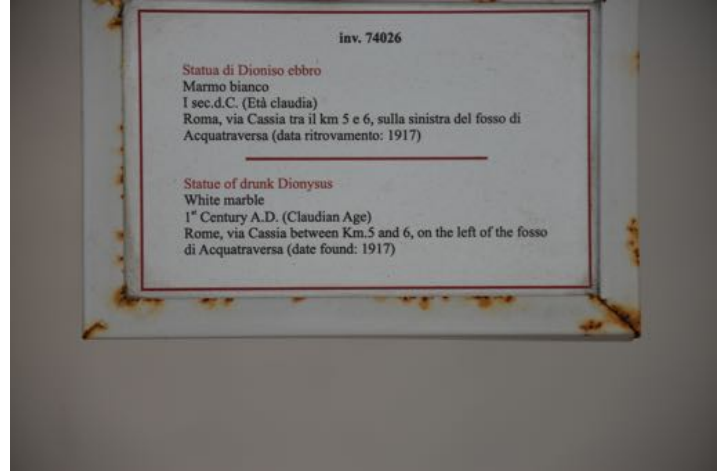 inv. 74026
Statua di Dioniso ebbro
Marmo bianco
I sec.d.C. (Età claudia)
Roma, via Cassia tra il km 5 e 6, sulla sinistra del fosso di
Acquatraversa (data ritrovamento: 1917)
Statue of drunk Dionysus
White marble
1st Century A.D. (Claudian Age)
Rome, via Cassia between Km.5 and 6, on the left of the fosso
di Acquatraversa (date found: 1917)